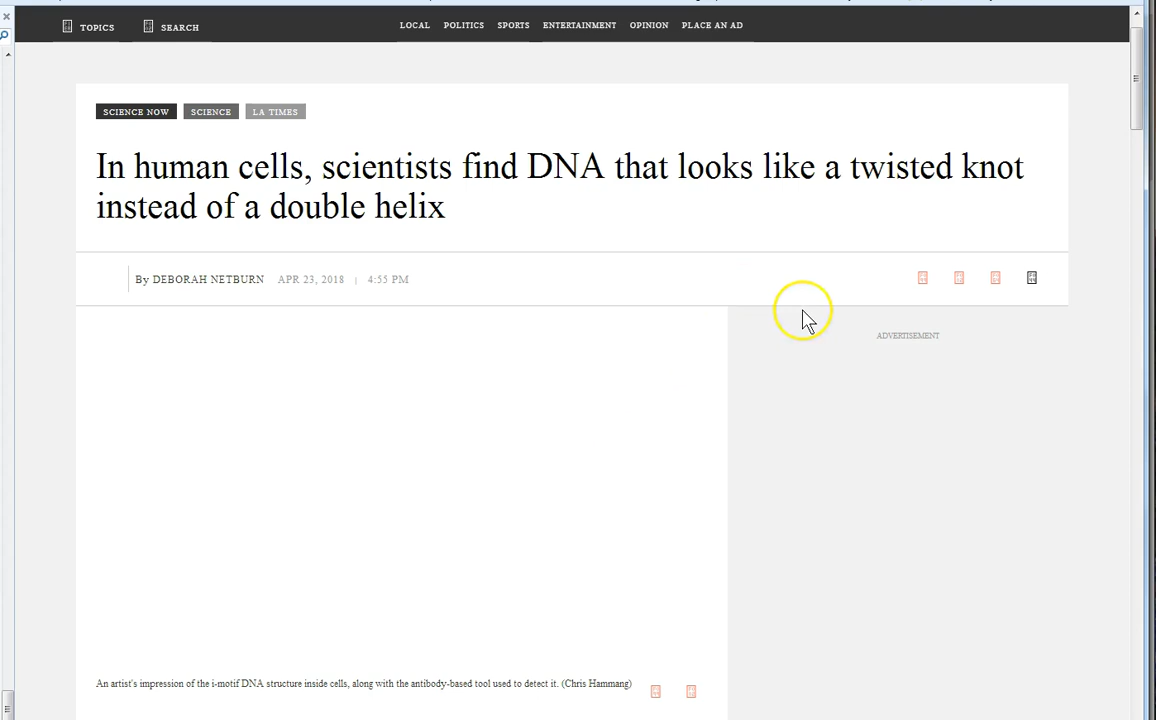 TOPICS SEARCH LOCAL POLITICS SPORTS ENTERTAINMENT OPINION PLACE AN AD
SCIENCE NOW SCIENCE LA TIMES
In human cells, scientists find DNA that looks like a twisted knot
instead of a double helix
By DEBORAH NETBURN APR 23, 2018 | 4:55 PM
ADVERTISEMENT
An artist's impression of the i-motif DNA structure inside cells, along with the antibody-based tool used to detect it. (Chris Hammang)